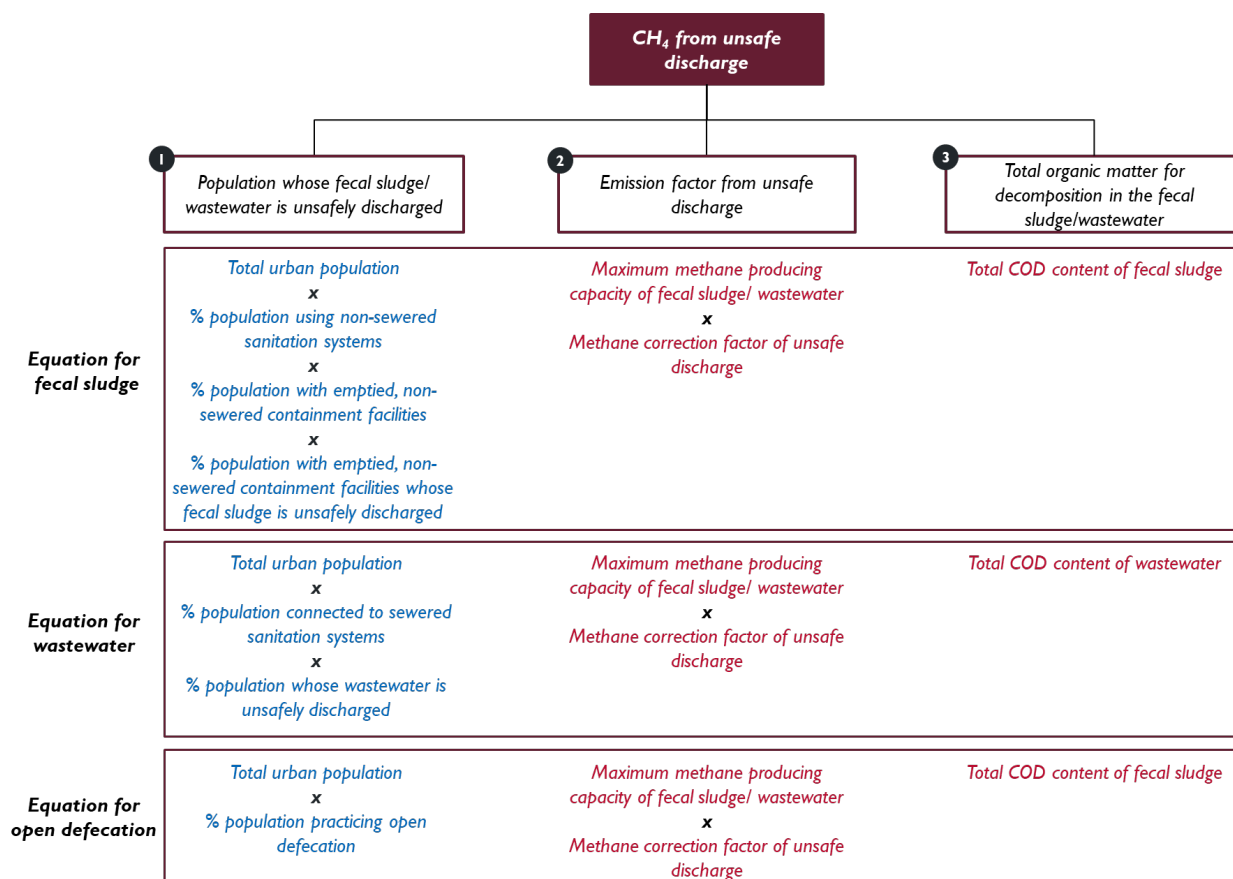 CH₄ from unsafe
discharge
1
Population whose fecal sludge/
wastewater is unsafely discharged
2
Emission factor from unsafe
discharge
3
Total organic matter for
decomposition in the fecal
sludge/wastewater
Equation for
fecal sludge
Total urban population
x
% population using non-sewered
sanitation systems
x
% population with emptied, non-
sewered containment facilities
x
% population with emptied, non-
sewered containment facilities whose
fecal sludge is unsafely discharged
Maximum methane producing
capacity of fecal sludge/ wastewater
x
Methane correction factor of unsafe
discharge
Total COD content of fecal sludge
Equation for
wastewater
Total urban population
x
% population connected to sewered
sanitation systems
x
% population whose wastewater is
unsafely discharged
Maximum methane producing
capacity of fecal sludge/ wastewater
x
Methane correction factor of unsafe
discharge
Total COD content of wastewater
Equation for
open defecation
Total urban population
x
% population practicing open
defecation
Maximum methane producing
capacity of fecal sludge/ wastewater
x
Methane correction factor of unsafe
discharge
Total COD content of fecal sludge